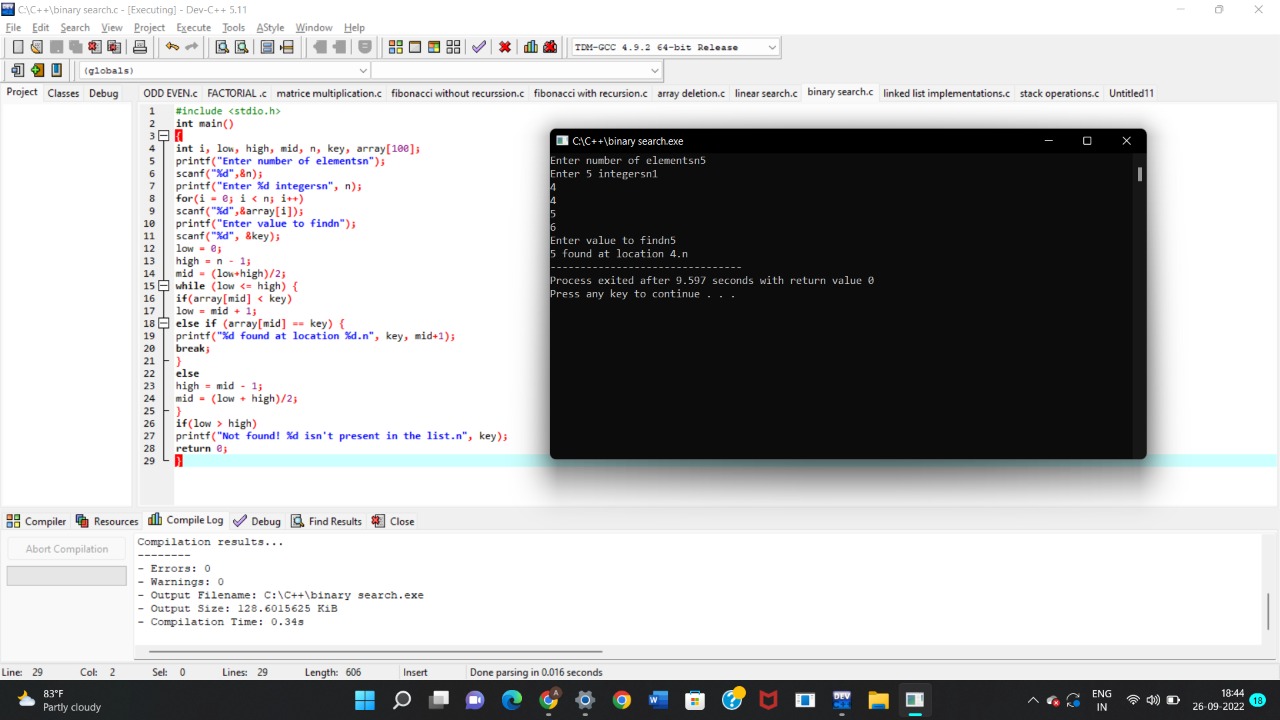 C:\C++\binary search.c - [Executing] - Dev-C++ 5.11
File Edit Search View Project Execute Tools AStyle Window Help
TDM-GCC 4.9.2 64-bit Release
(globals)
Project Classes Debug
ODD EVEN.c FACTORIAL .c matrice multiplication.c fibonacci without recurssion.c fibonacci with recursion.c array deletion.c linear search.c binary search.c linked list implementations.c stack operations.c Untitled11
1 #include <stdio.h>
2 int main()
3 {
4 int i, low, high, mid, n, key, array[100];
5 printf("Enter number of elementsn");
6 scanf("%d",&n);
7 printf("Enter %d integersn", n);
8 for(i = 0; i < n; i++)
9 scanf("%d",&array[i]);
10 printf("Enter value to findn");
11 scanf("%d", &key);
12 low = 0;
13 high = n - 1;
14 mid = (low+high)/2;
15 while (low <= high) {
16 if(array[mid] < key)
17 low = mid + 1;
18 else if (array[mid] == key) {
19 printf("%d found at location %d.n", key, mid+1);
20 break;
21 }
22 else
23 high = mid - 1;
24 mid = (low + high)/2;
25 }
26 if(low > high)
27 printf("Not found! %d isn't present in the list.n", key);
28 return 0;
29 }
C:\C++\binary search.exe
Enter number of elementsn5
Enter 5 integersn1
4
4
5
6
Enter value to findn5
5 found at location 4.n
--------------------------------
Process exited after 9.597 seconds with return value 0
Press any key to continue . . .
Compiler Resources Compile Log Debug Find Results Close
Abort Compilation
Compilation results...
--------
- Errors: 0
- Warnings: 0
- Output Filename: C:\C++\binary search.exe
- Output Size: 128.6015625 KiB
- Compilation Time: 0.34s
Line: 29 Col: 2 Sel: 0 Lines: 29 Length: 606 Insert Done parsing in 0.016 seconds
83°F
Partly cloudy
ENG
IN
18:44
26-09-2022
18